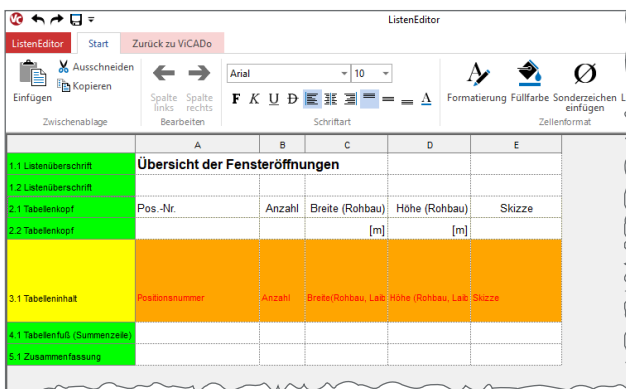 ListenEditor
ListenEditor Start Zurück zu ViCADo
Einfügen
Ausschneiden
Kopieren
Zwischenablage
Spalte links
Spalte rechts
Bearbeiten
Arial 10
F K U D A
Schriftart
Formatierung Füllfarbe Sonderzeichen einfügen
Zellenformat
A B C D E
1.1 Listenüberschrift Übersicht der Fensteröffnungen
1.2 Listenüberschrift
2.1 Tabellenkopf Pos.-Nr. Anzahl Breite (Rohbau) Höhe (Rohbau) Skizze
2.2 Tabellenkopf [m] [m]
3.1 Tabelleninhalt Positionsnummer Anzahl Breite(Rohbau, Laib Höhe (Rohbau, Laib Skizze
4.1 Tabellenfuß (Summenzeile)
5.1 Zusammenfassung